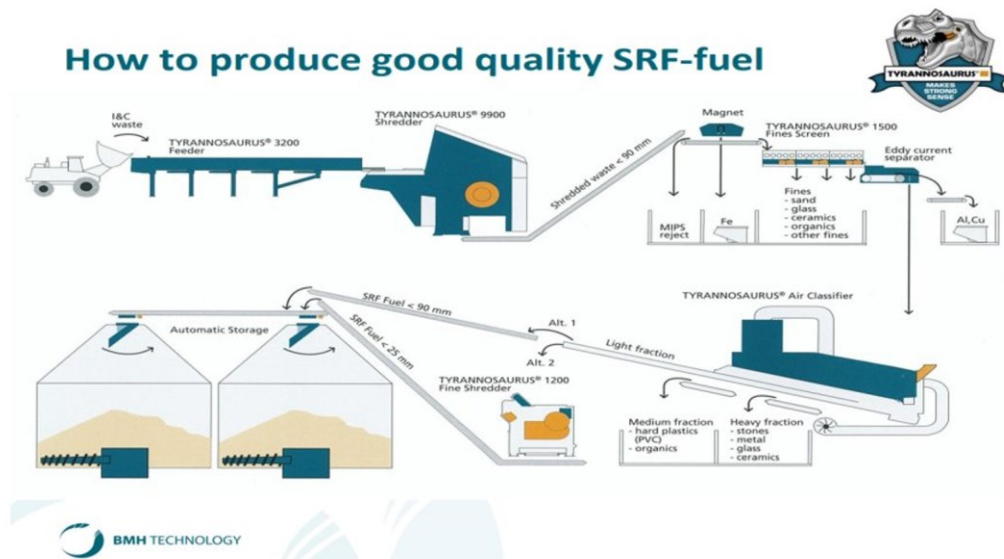 How to produce good quality SRF-fuel
TYRANNOSAURUS®
MAKES
STRONG
SENSE
I&C
waste
TYRANNOSAURUS® 3200
Feeder
TYRANNOSAURUS® 9900
Shredder
Shredded waste < 90 mm
Magnet
TYRANNOSAURUS® 1500
Fines Screen
Eddy current
separator
MIPS
reject
Fe
Fines
- sand
- glass
- ceramics
- organics
- other fines
Al,Cu
Automatic Storage
SRF Fuel < 90 mm
SRF Fuel < 25 mm
Alt. 1
Alt. 2
Light fraction
TYRANNOSAURUS® Air Classifier
TYRANNOSAURUS® 1200
Fine Shredder
Medium fraction
- hard plastics
(PVC)
- organics
Heavy fraction
- stones
- metal
- glass
- ceramics
BMH TECHNOLOGY